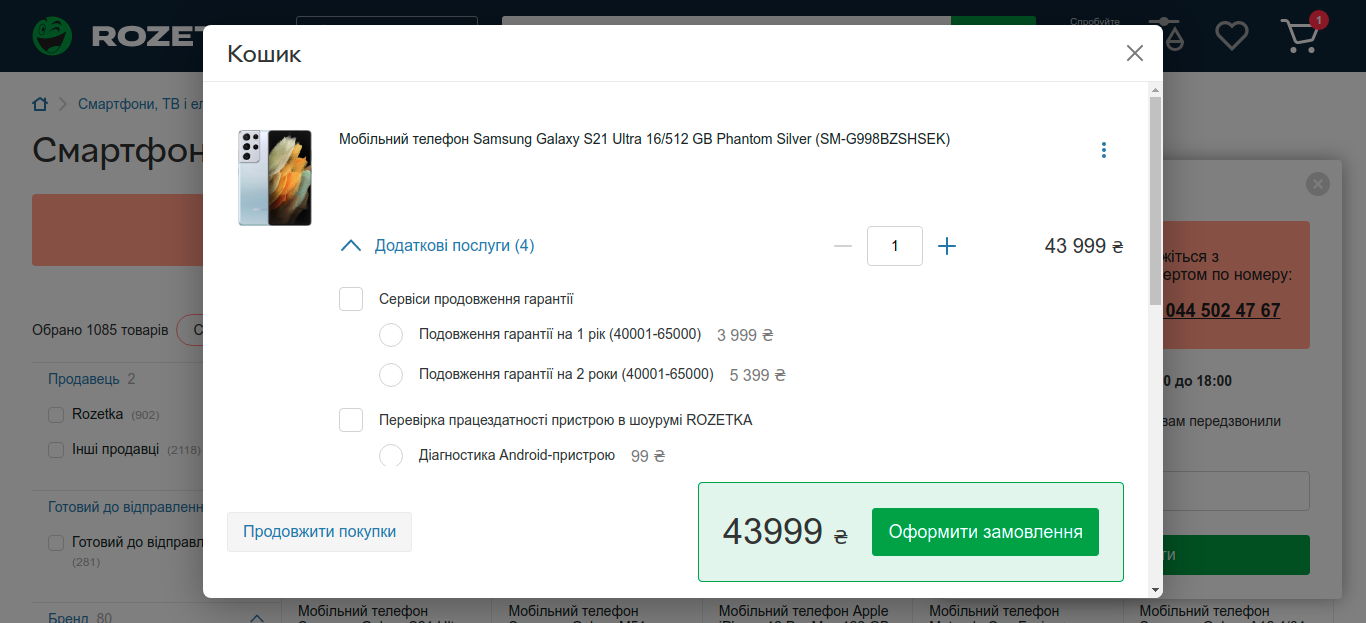 ROZET
Спробуйте
1
Кошик
Смартфони, ТВ і ел
Смартфон
Мобільний телефон Samsung Galaxy S21 Ultra 16/512 GB Phantom Silver (SM-G998BZSHSEK)
Додаткові послуги (4)
1
43 999 ₴
жіться з
ертом по номеру:
044 502 47 67
Сервіси продовження гарантії
Обрано 1085 товарів
С
Подовження гарантії на 1 рік (40001-65000) 3 999 ₴
Продавець 2
Подовження гарантії на 2 роки (40001-65000) 5 399 ₴
0 до 18:00
Rozetka (902)
Перевірка працездатності пристрою в шоурумі ROZETKA
вам передзвонили
Інші продавці (2118)
Діагностика Android-пристрою 99 ₴
Готовий до відправленн
Готовий до відправл
(281)
Продовжити покупки
43999 ₴
Оформити замовлення
ти
Бренд 80
Мобільний телефон
Мобільний телефон
Мобільний телефон Apple
Мобільний телефон
Мобільний телефон